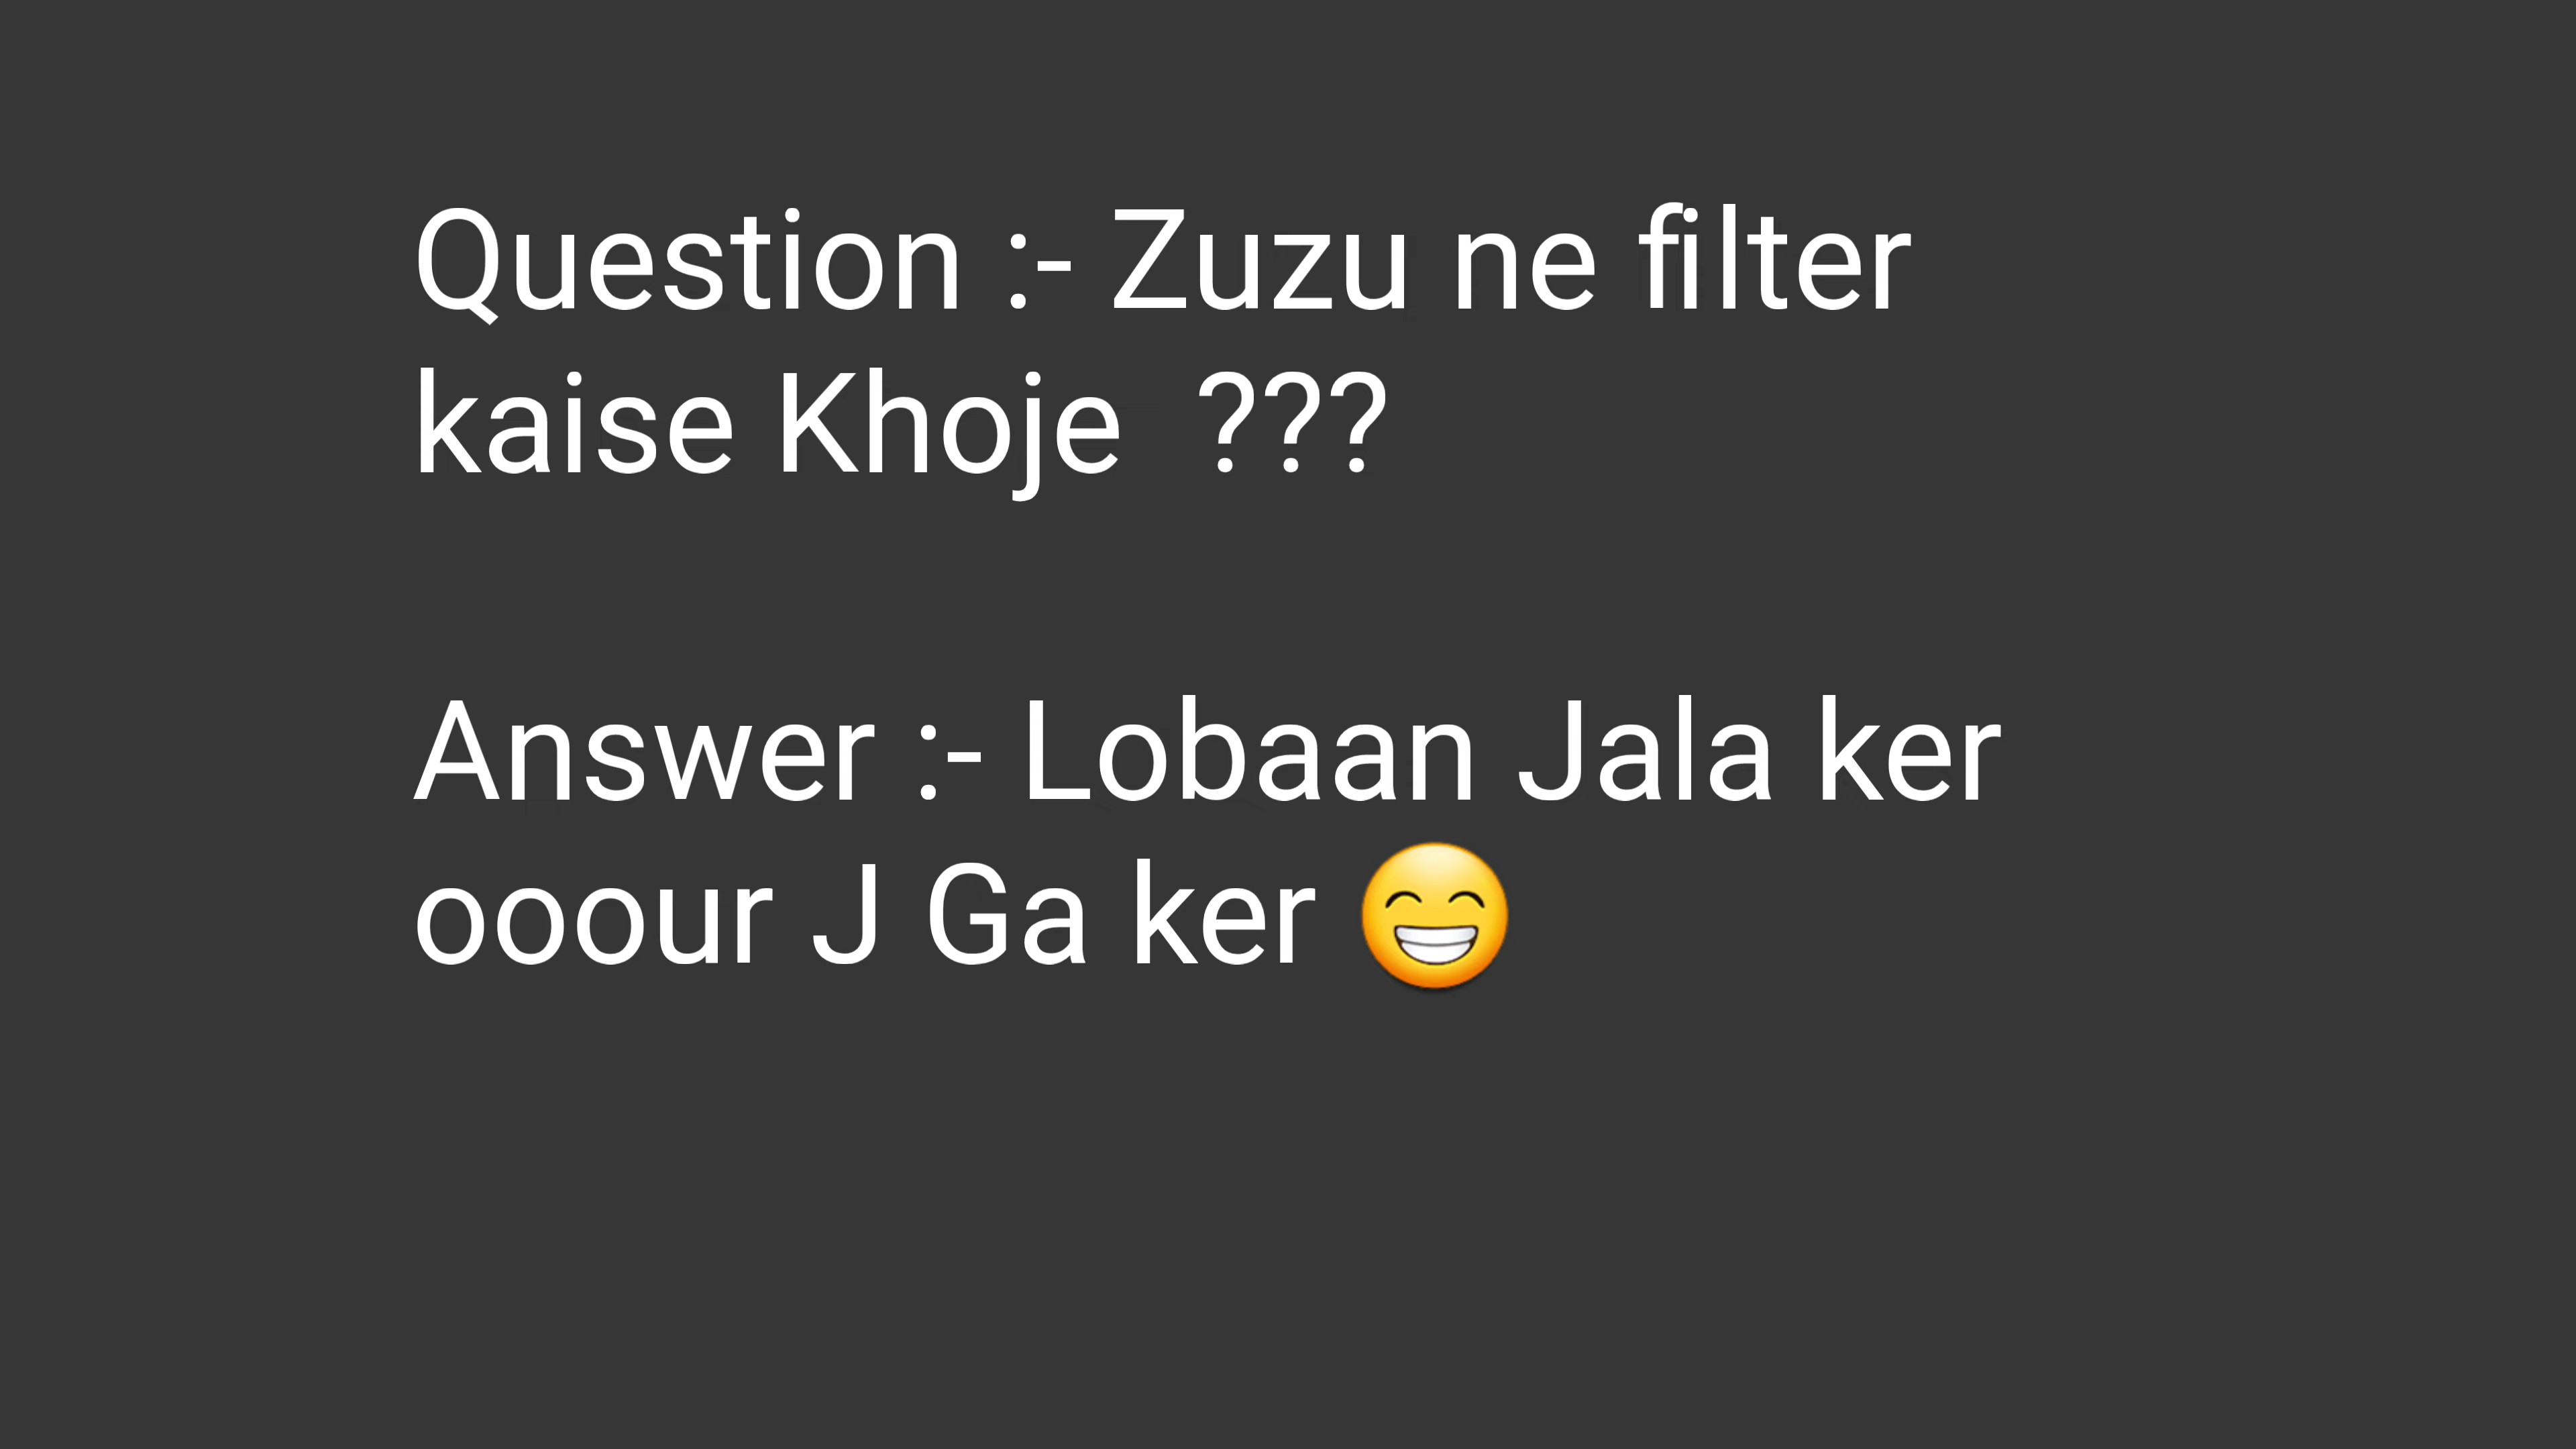 Question :- Zuzu ne filter
kaise Khoje  ???
Answer :- Lobaan Jala ker
ooour J Ga ker 😁